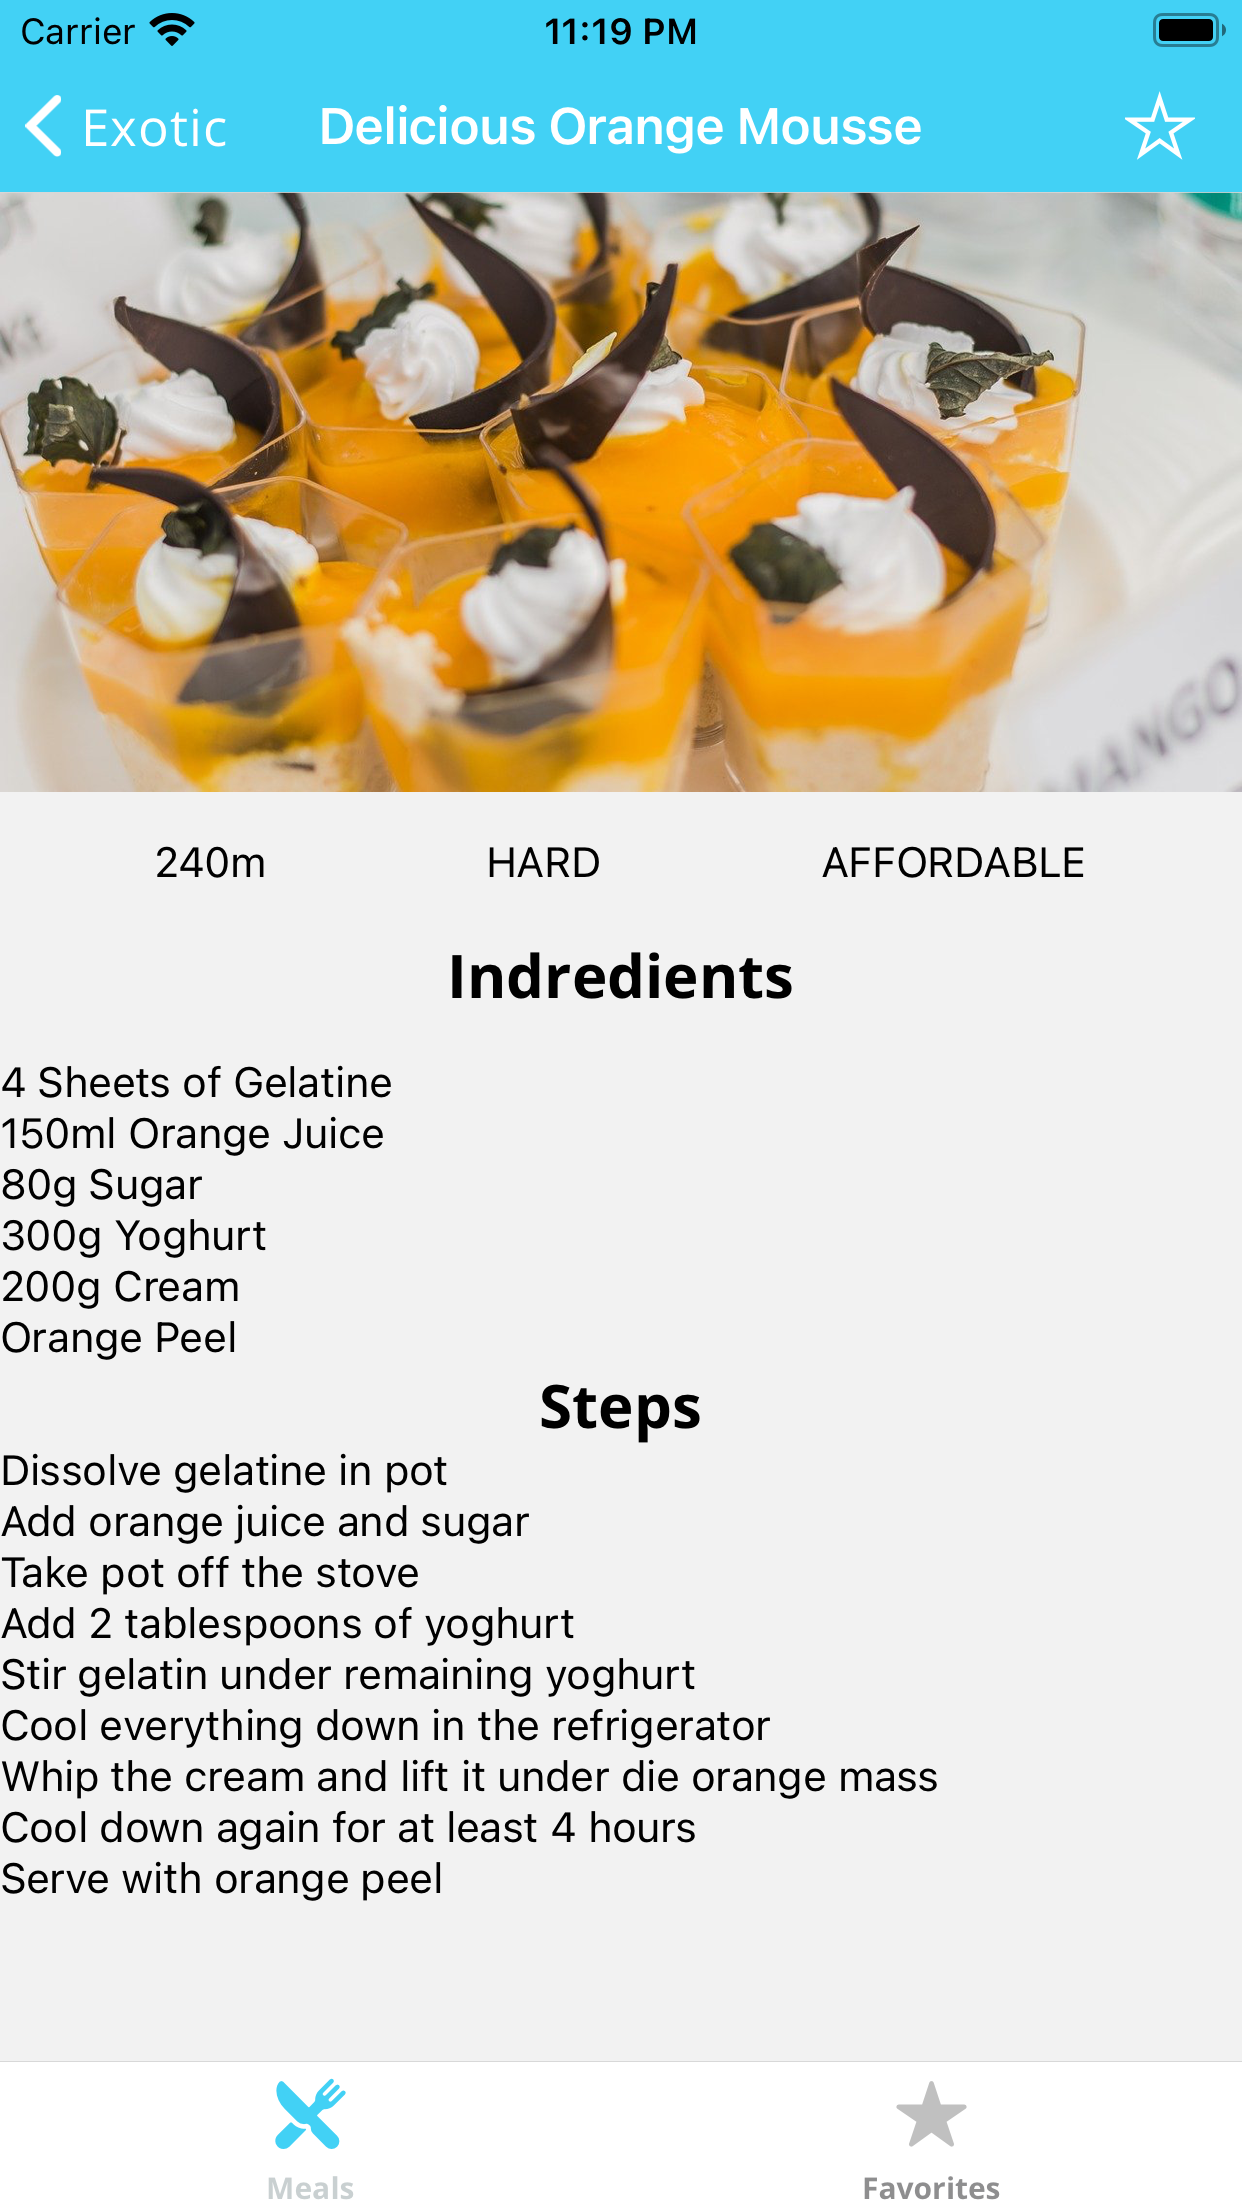 Carrier 11:19 PM
Exotic Delicious Orange Mousse
MANGO
240m HARD AFFORDABLE
Indredients
4 Sheets of Gelatine
150ml Orange Juice
80g Sugar
300g Yoghurt
200g Cream
Orange Peel
Steps
Dissolve gelatine in pot
Add orange juice and sugar
Take pot off the stove
Add 2 tablespoons of yoghurt
Stir gelatin under remaining yoghurt
Cool everything down in the refrigerator
Whip the cream and lift it under die orange mass
Cool down again for at least 4 hours
Serve with orange peel
Meals Favorites